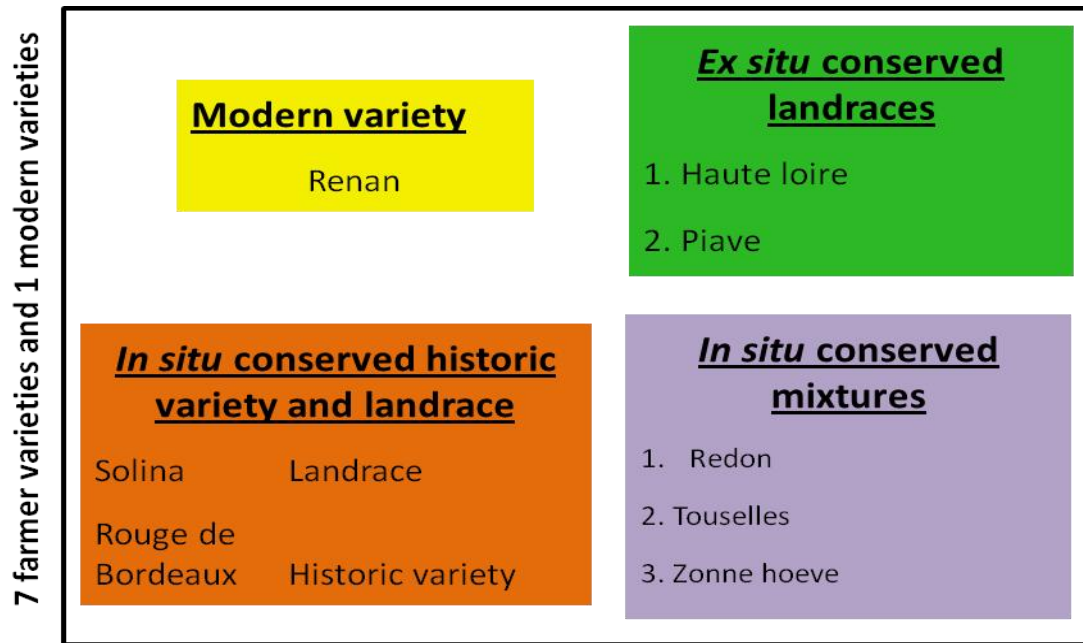 7 farmer varieties and 1 modern varieties
Modern variety
Renan
Ex situ conserved
landraces
1. Haute loire
2. Piave
In situ conserved historic
variety and landrace
Solina Landrace
Rouge de
Bordeaux Historic variety
In situ conserved
mixtures
1. Redon
2. Touselles
3. Zonne hoeve